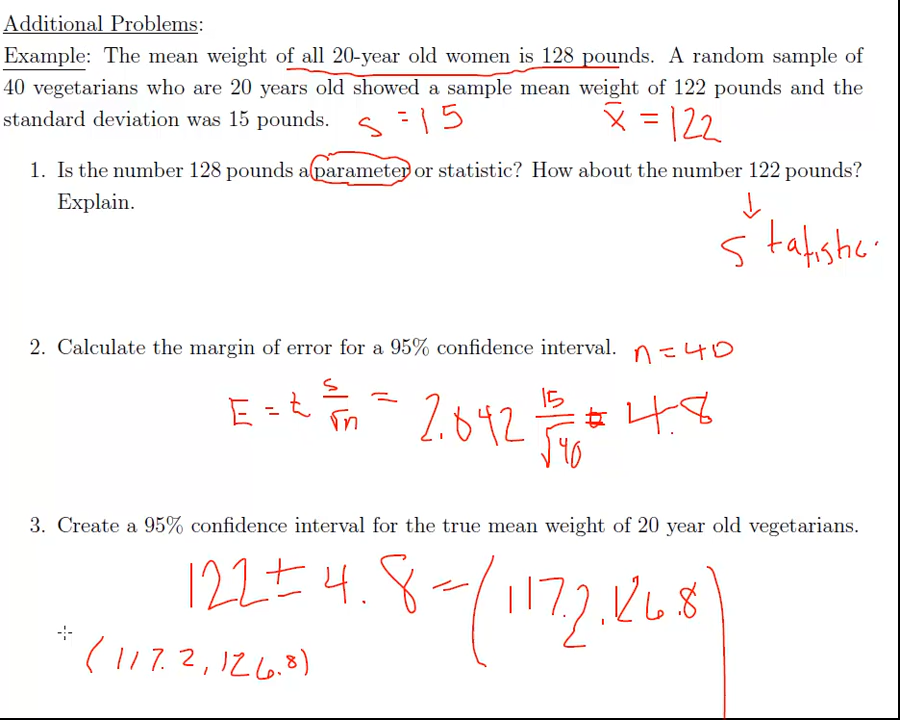 Additional Problems:
Example: The mean weight of all 20-year old women is 128 pounds. A random sample of
40 vegetarians who are 20 years old showed a sample mean weight of 122 pounds and the
standard deviation was 15 pounds. s = 15 x̄ = 122
1. Is the number 128 pounds a parameter or statistic? How about the number 122 pounds?
Explain.
↓
statistic.
2. Calculate the margin of error for a 95% confidence interval. n = 40
E = t s/√n = 2.042 15/√40 = 4.8
3. Create a 95% confidence interval for the true mean weight of 20 year old vegetarians.
122 ± 4.8 = (117.2, 126.8)
(117.2, 126.8)